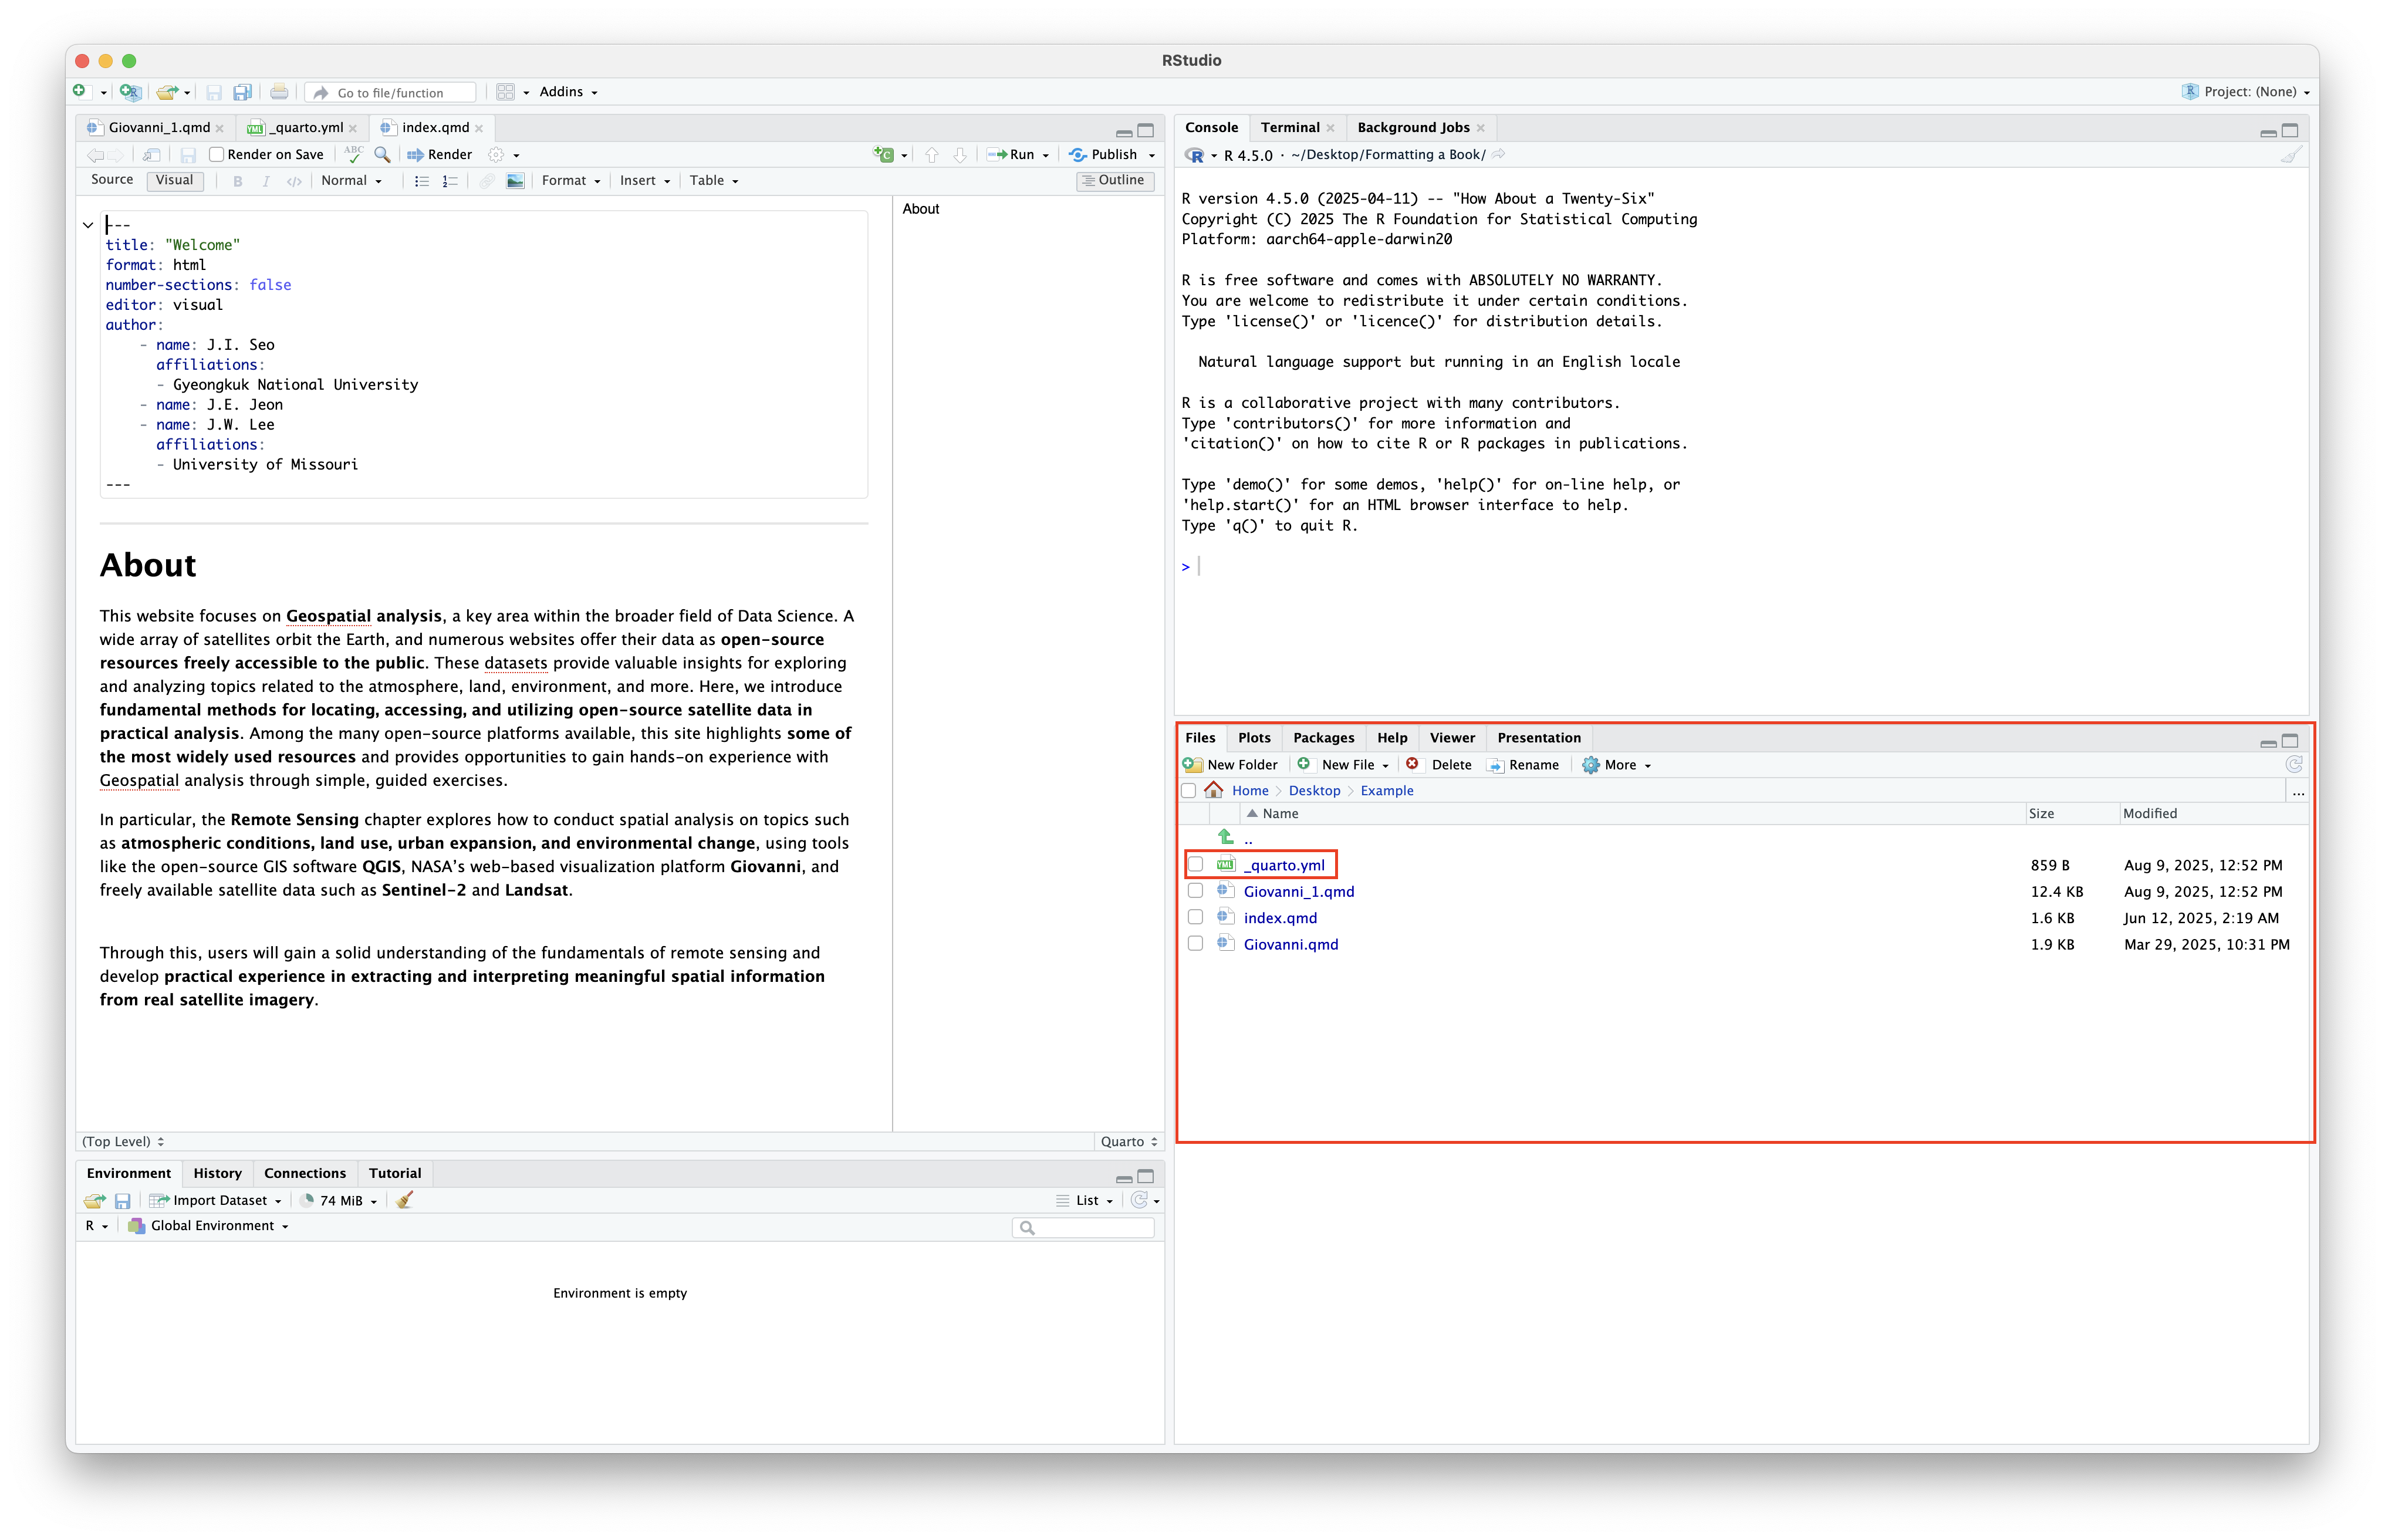 RStudio
Go to file/function
Addins
Project: (None)
Giovanni_1.qmd
_quarto.yml
index.qmd
Render on Save
ABC
Render
Run
Publish
Source
Visual
B
I
</>
Normal
Format
Insert
Table
Outline
---
title: "Welcome"
format: html
number-sections: false
editor: visual
author:
- name: J.I. Seo
affiliations:
- Gyeongkuk National University
- name: J.E. Jeon
- name: J.W. Lee
affiliations:
- University of Missouri
---
About
This website focuses on Geospatial analysis, a key area within the broader field of Data Science. A
wide array of satellites orbit the Earth, and numerous websites offer their data as open-source
resources freely accessible to the public. These datasets provide valuable insights for exploring
and analyzing topics related to the atmosphere, land, environment, and more. Here, we introduce
fundamental methods for locating, accessing, and utilizing open-source satellite data in
practical analysis. Among the many open-source platforms available, this site highlights some of
the most widely used resources and provides opportunities to gain hands-on experience with
Geospatial analysis through simple, guided exercises.
In particular, the Remote Sensing chapter explores how to conduct spatial analysis on topics such
as atmospheric conditions, land use, urban expansion, and environmental change, using tools
like the open-source GIS software QGIS, NASA's web-based visualization platform Giovanni, and
freely available satellite data such as Sentinel-2 and Landsat.
Through this, users will gain a solid understanding of the fundamentals of remote sensing and
develop practical experience in extracting and interpreting meaningful spatial information
from real satellite imagery.
About
(Top Level)
Quarto
Environment
History
Connections
Tutorial
Import Dataset
74 MiB
List
R
Global Environment
Environment is empty
Console
Terminal
Background Jobs
R 4.5.0 · ~/Desktop/Formatting a Book/
R version 4.5.0 (2025-04-11) -- "How About a Twenty-Six"
Copyright (C) 2025 The R Foundation for Statistical Computing
Platform: aarch64-apple-darwin20
R is free software and comes with ABSOLUTELY NO WARRANTY.
You are welcome to redistribute it under certain conditions.
Type 'license()' or 'licence()' for distribution details.
Natural language support but running in an English locale
R is a collaborative project with many contributors.
Type 'contributors()' for more information and
'citation()' on how to cite R or R packages in publications.
Type 'demo()' for some demos, 'help()' for on-line help, or
'help.start()' for an HTML browser interface to help.
Type 'q()' to quit R.
>
Files
Plots
Packages
Help
Viewer
Presentation
New Folder
New File
Delete
Rename
More
Home > Desktop > Example
...
Name
Size
Modified
..
YML _quarto.yml 859 B Aug 9, 2025, 12:52 PM
Giovanni_1.qmd 12.4 KB Aug 9, 2025, 12:52 PM
index.qmd 1.6 KB Jun 12, 2025, 2:19 AM
Giovanni.qmd 1.9 KB Mar 29, 2025, 10:31 PM